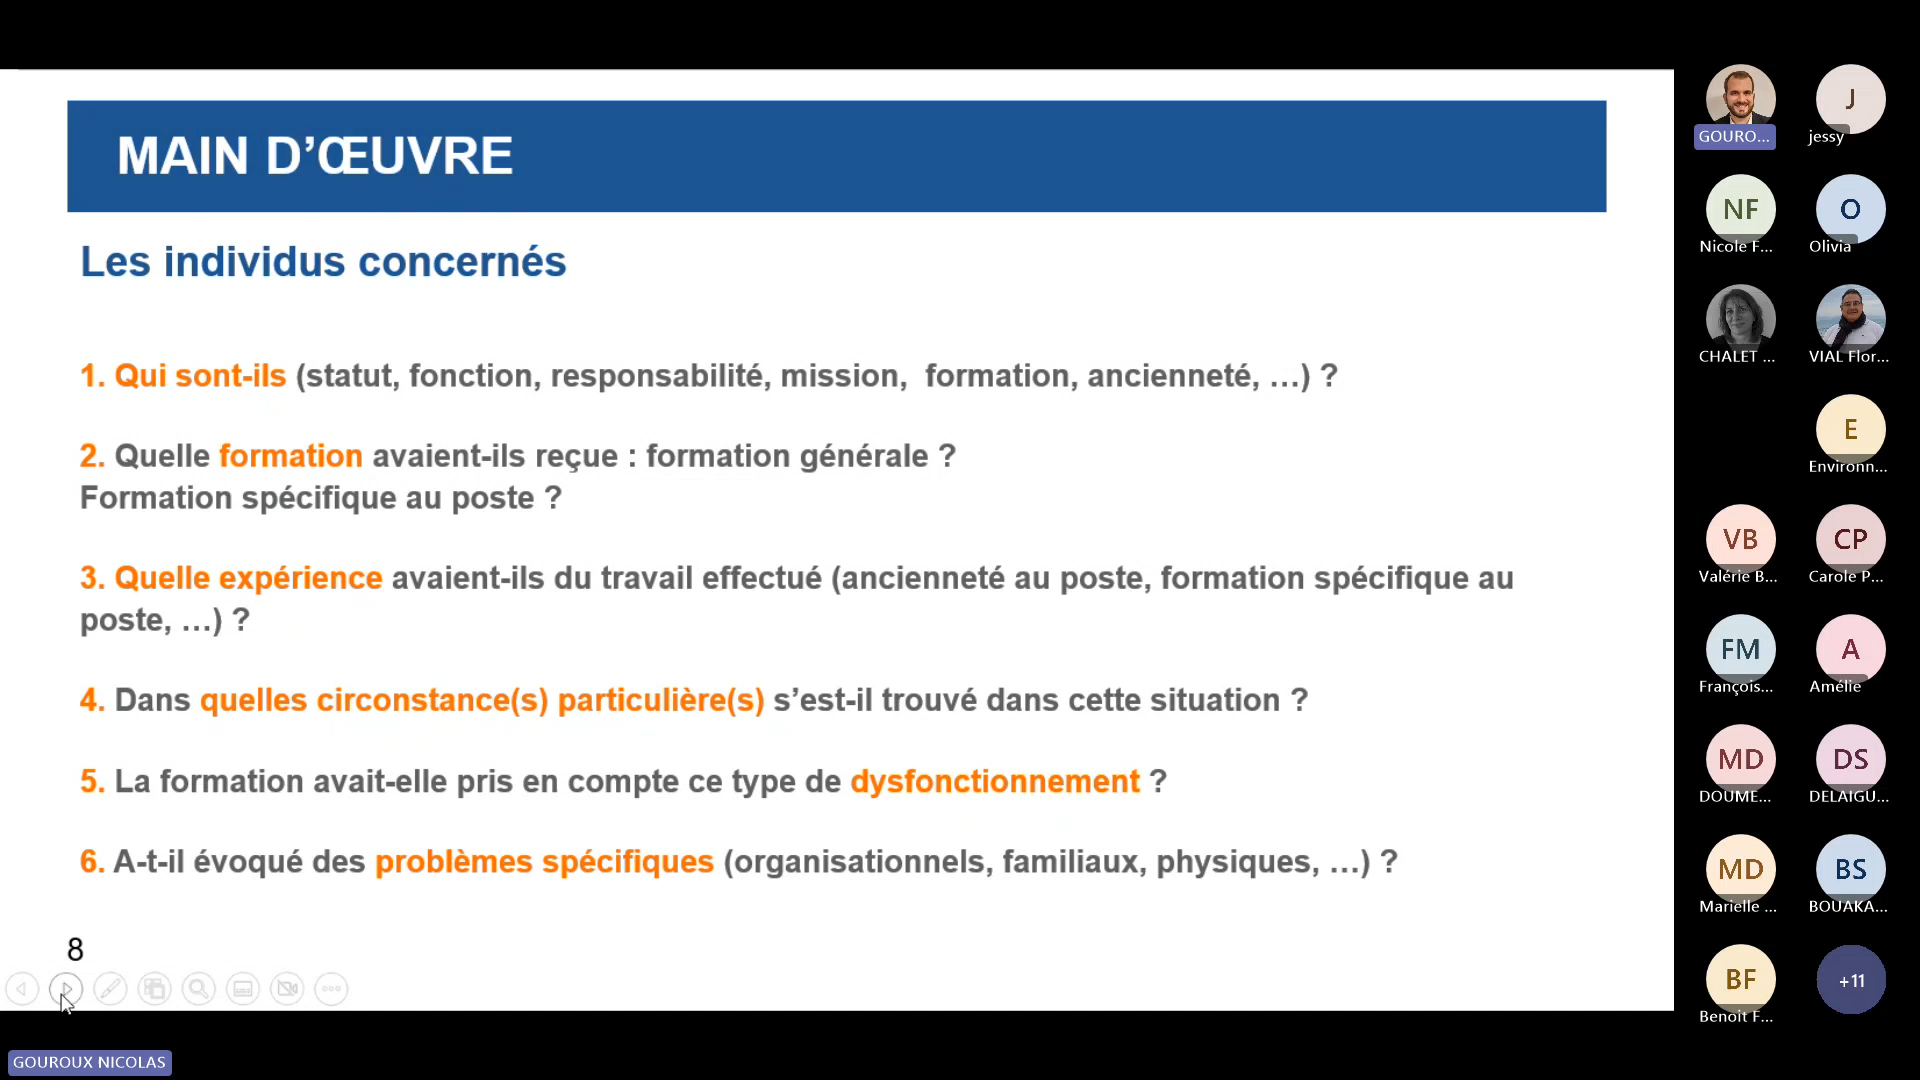 MAIN D’ŒUVRE
Les individus concernés
1. Qui sont-ils (statut, fonction, responsabilité, mission,  formation, ancienneté, …) ?
2. Quelle formation avaient-ils reçue : formation générale ?
Formation spécifique au poste ?
3. Quelle expérience avaient-ils du travail effectué (ancienneté au poste, formation spécifique au
poste, …) ?
4. Dans quelles circonstance(s) particulière(s) s’est-il trouvé dans cette situation ?
5. La formation avait-elle pris en compte ce type de dysfonctionnement ?
6. A-t-il évoqué des problèmes spécifiques (organisationnels, familiaux, physiques, …) ?
8
GOUROUX NICOLAS
GOURO...
J
jessy
NF
Nicole F...
O
Olivia
CHALET ...
VIAL Flor...
E
Environn...
VB
Valérie B...
CP
Carole P...
FM
François...
A
Amélie
MD
DOUME...
DS
DELAIGU...
MD
Marielle ...
BS
BOUAKA...
BF
Benoit F...
+11